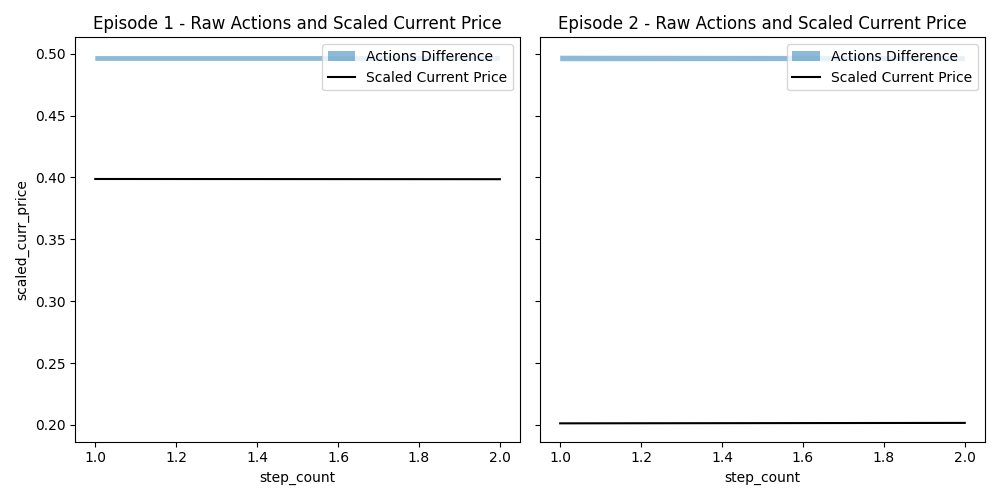 Episode 1 - Raw Actions and Scaled Current Price
Actions Difference
Scaled Current Price
0.50
0.45
0.40
0.35
0.30
0.25
0.20
scaled_curr_price
1.0 1.2 1.4 1.6 1.8 2.0
step_count
Episode 2 - Raw Actions and Scaled Current Price
Actions Difference
Scaled Current Price
1.0 1.2 1.4 1.6 1.8 2.0
step_count